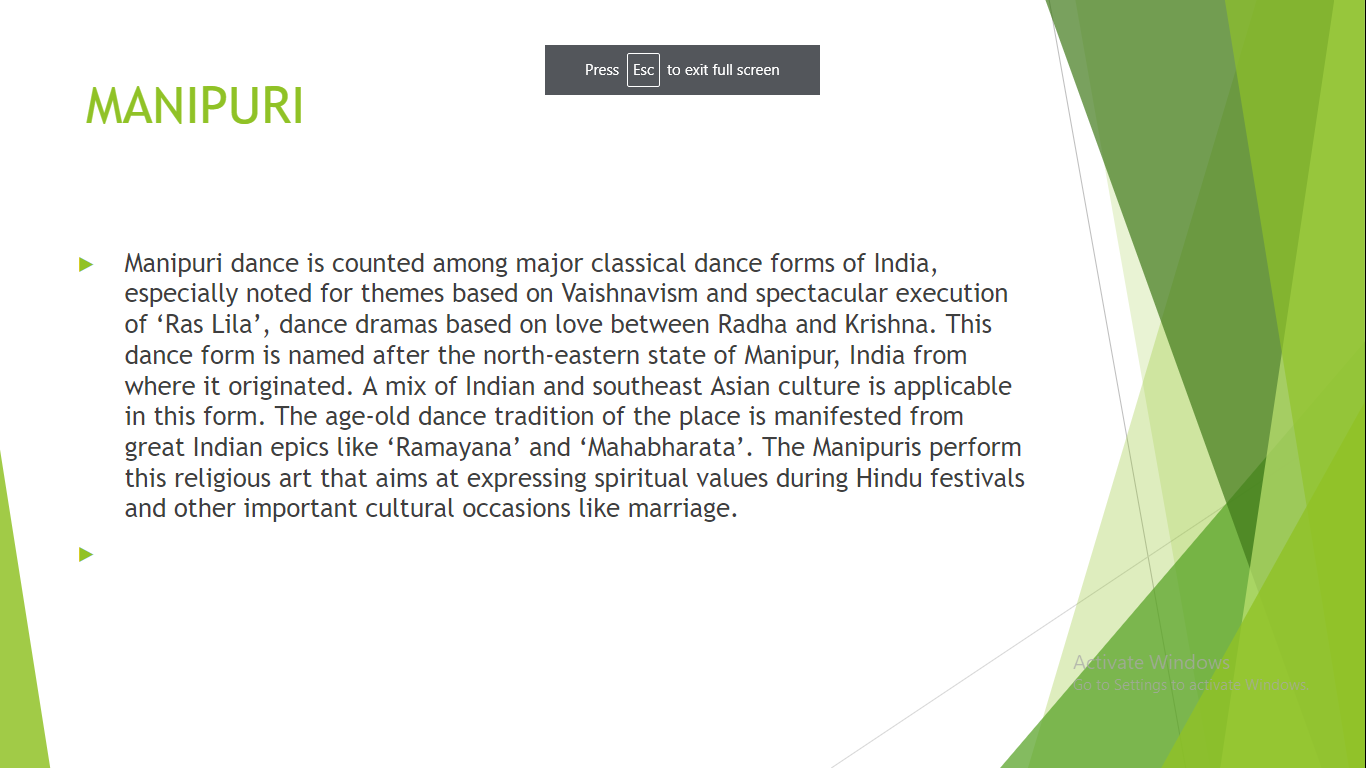 Press Esc to exit full screen
MANIPURI
Manipuri dance is counted among major classical dance forms of India,
especially noted for themes based on Vaishnavism and spectacular execution
of ‘Ras Lila’, dance dramas based on love between Radha and Krishna. This
dance form is named after the north-eastern state of Manipur, India from
where it originated. A mix of Indian and southeast Asian culture is applicable
in this form. The age-old dance tradition of the place is manifested from
great Indian epics like ‘Ramayana’ and ‘Mahabharata’. The Manipuris perform
this religious art that aims at expressing spiritual values during Hindu festivals
and other important cultural occasions like marriage.
Activate Windows
Go to Settings to activate Windows.